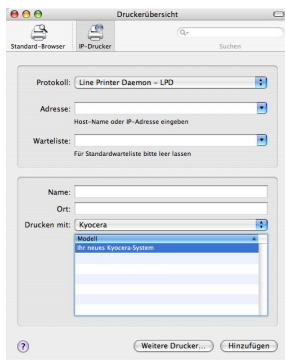 Druckerübersicht
Standard-Browser IP-Drucker Suchen
Protokoll: Line Printer Daemon – LPD
Adresse:
Host-Name oder IP-Adresse eingeben
Warteliste:
Für Standardwarteliste bitte leer lassen
Name:
Ort:
Drucken mit: Kyocera
Modell
Ihr neues Kyocera-System
? Weitere Drucker... Hinzufügen